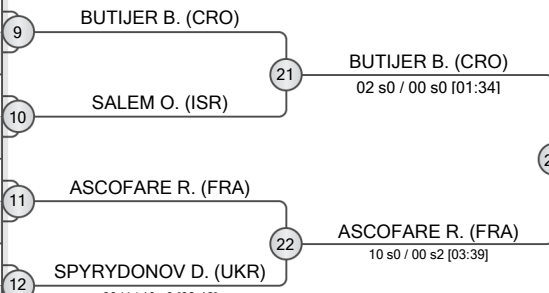 9
BUTIJER B. (CRO)
21
BUTIJER B. (CRO)
02 s0 / 00 s0 [01:34]
10
SALEM O. (ISR)
11
ASCOFARE R. (FRA)
22
ASCOFARE R. (FRA)
10 s0 / 00 s2 [03:39]
12
SPYRYDONOV D. (UKR)